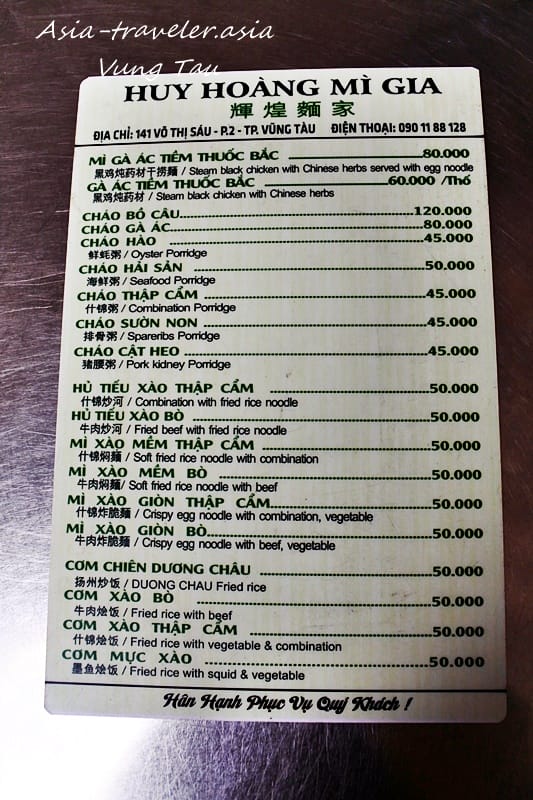 Asia-traveler.asia
Vung Tau
HUY HOÀNG MÌ GIA
輝煌麵家
ĐỊA CHỈ: 141 VÕ THỊ SÁU - P.2 - TP. VŨNG TÀU ĐIỆN THOẠI: 090 11 88 128
MÌ GÀ ÁC TIỀM THUỐC BẮC 80.000
黑鸡炖药材干捞麵 / Steam black chicken with Chinese herbs served with egg noodle
GÀ ÁC TIỀM THUỐC BẮC 60.000 /Thố
黑鸡炖药材 / Steam black chicken with Chinese herbs
CHÁO BỒ CÂU 120.000
CHÁO GÀ ÁC 80.000
CHÁO HÀO 45.000
鲜蚝粥 / Oyster Porridge
CHÁO HẢI SẢN 50.000
海鲜粥 / Seafood Porridge
CHÁO THẬP CẨM 45.000
什锦粥 / Combination Porridge
CHÁO SƯỜN NON 45.000
排骨粥 / Spareribs Porridge
CHÁO CẬT HEO 45.000
猪腰粥 / Pork kidney Porridge
HỦ TIẾU XÀO THẬP CẨM 50.000
什锦炒河 / Combination with fried rice noodle
HỦ TIẾU XÀO BÒ 50.000
牛肉炒河 / Fried beef with fried rice noodle
MÌ XÀO MỀM THẬP CẨM 50.000
什锦焖麵 / Soft fried rice noodle with combination
MÌ XÀO MỀM BÒ 50.000
牛肉焖麵/ Soft fried rice noodle with beef
MÌ XÀO GIÒN THẬP CẨM 50.000
什锦炸脆麵 / Crispy egg noodle with combination, vegetable
MÌ XÀO GIÒN BÒ 50.000
牛肉炸脆麵 / Crispy egg noodle with beef, vegetable
CƠM CHIÊN DƯƠNG CHÂU 50.000
扬州炒饭 / DUONG CHAU Fried rice
CƠM XÀO BÒ 50.000
牛肉烩饭 / Fried rice with beef
CƠM XÀO THẬP CẨM 50.000
什锦烩饭 / Fried rice with vegetable & combination
CƠM MỰC XÀO 50.000
墨鱼烩饭 / Fried rice with squid & vegetable
Hân Hạnh Phục Vụ Quý Khách !